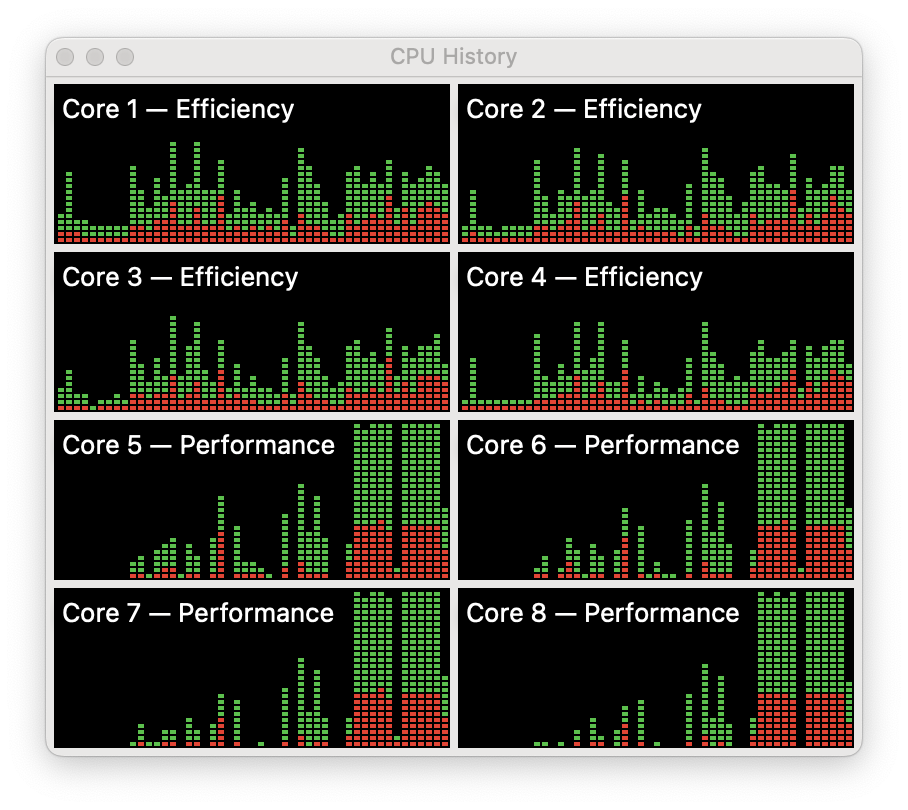 CPU History
Core 1 — Efficiency
Core 2 — Efficiency
Core 3 — Efficiency
Core 4 — Efficiency
Core 5 — Performance
Core 6 — Performance
Core 7 — Performance
Core 8 — Performance